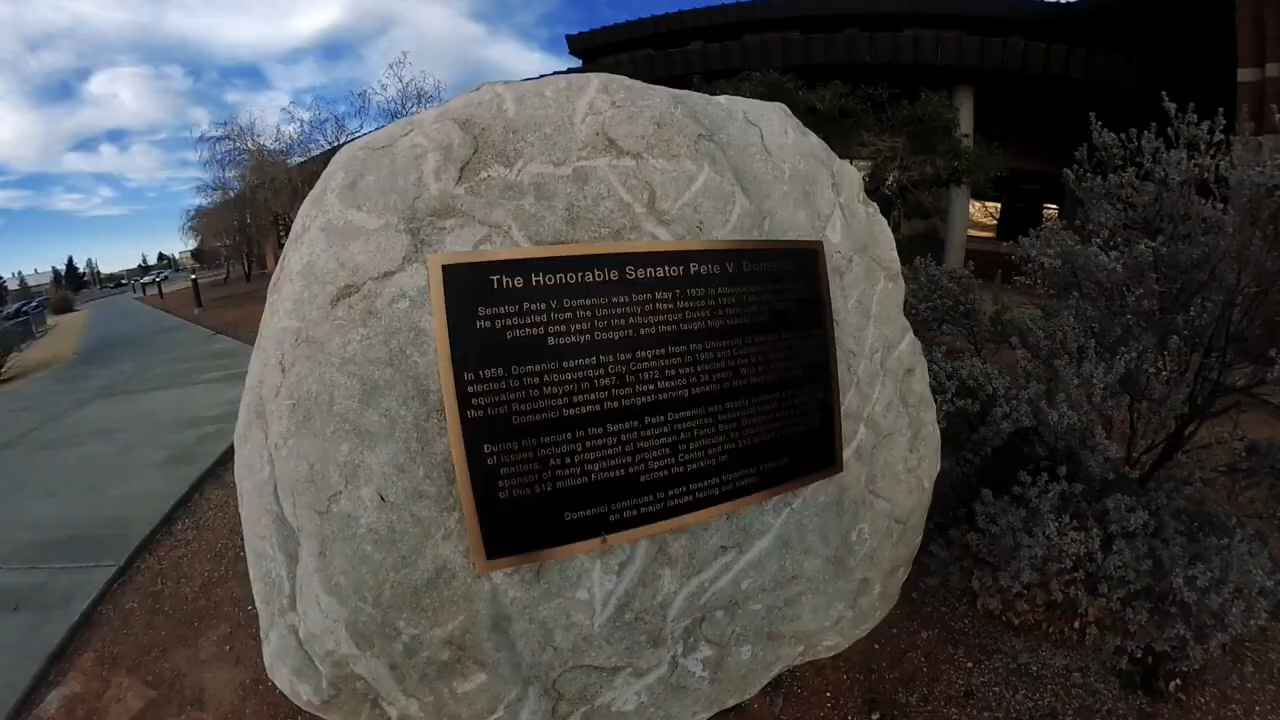 The Honorable Senator Pete V. Domenici
Senator Pete V. Domenici was born May 7, 1932 in Albuquerque,
He graduated from the University of New Mexico in 1954.
pitched one year for the Albuquerque Dukes - a farm
Brooklyn Dodgers, and then taught high school
In 1958, Domenici earned his law degree from the University of
elected to the Albuquerque City Commission in 1966 and
equivalent to Mayor) in 1967. In 1972, he was elected to the U.S.
the first Republican senator from New Mexico in 38 years. With
Domenici became the longest-serving senator in New
During his tenure in the Senate, Pete Domenici was deeply involved
of issues including energy and natural resources, behavioral
matters. As a proponent of Holloman Air Force Base, Domenici was
sponsor of many legislative projects. In particular, he championed
of this $12 million Fitness and Sports Center and the
across the parking lot
Domenici continues to work towards bipartisan
on the major issues facing our nation